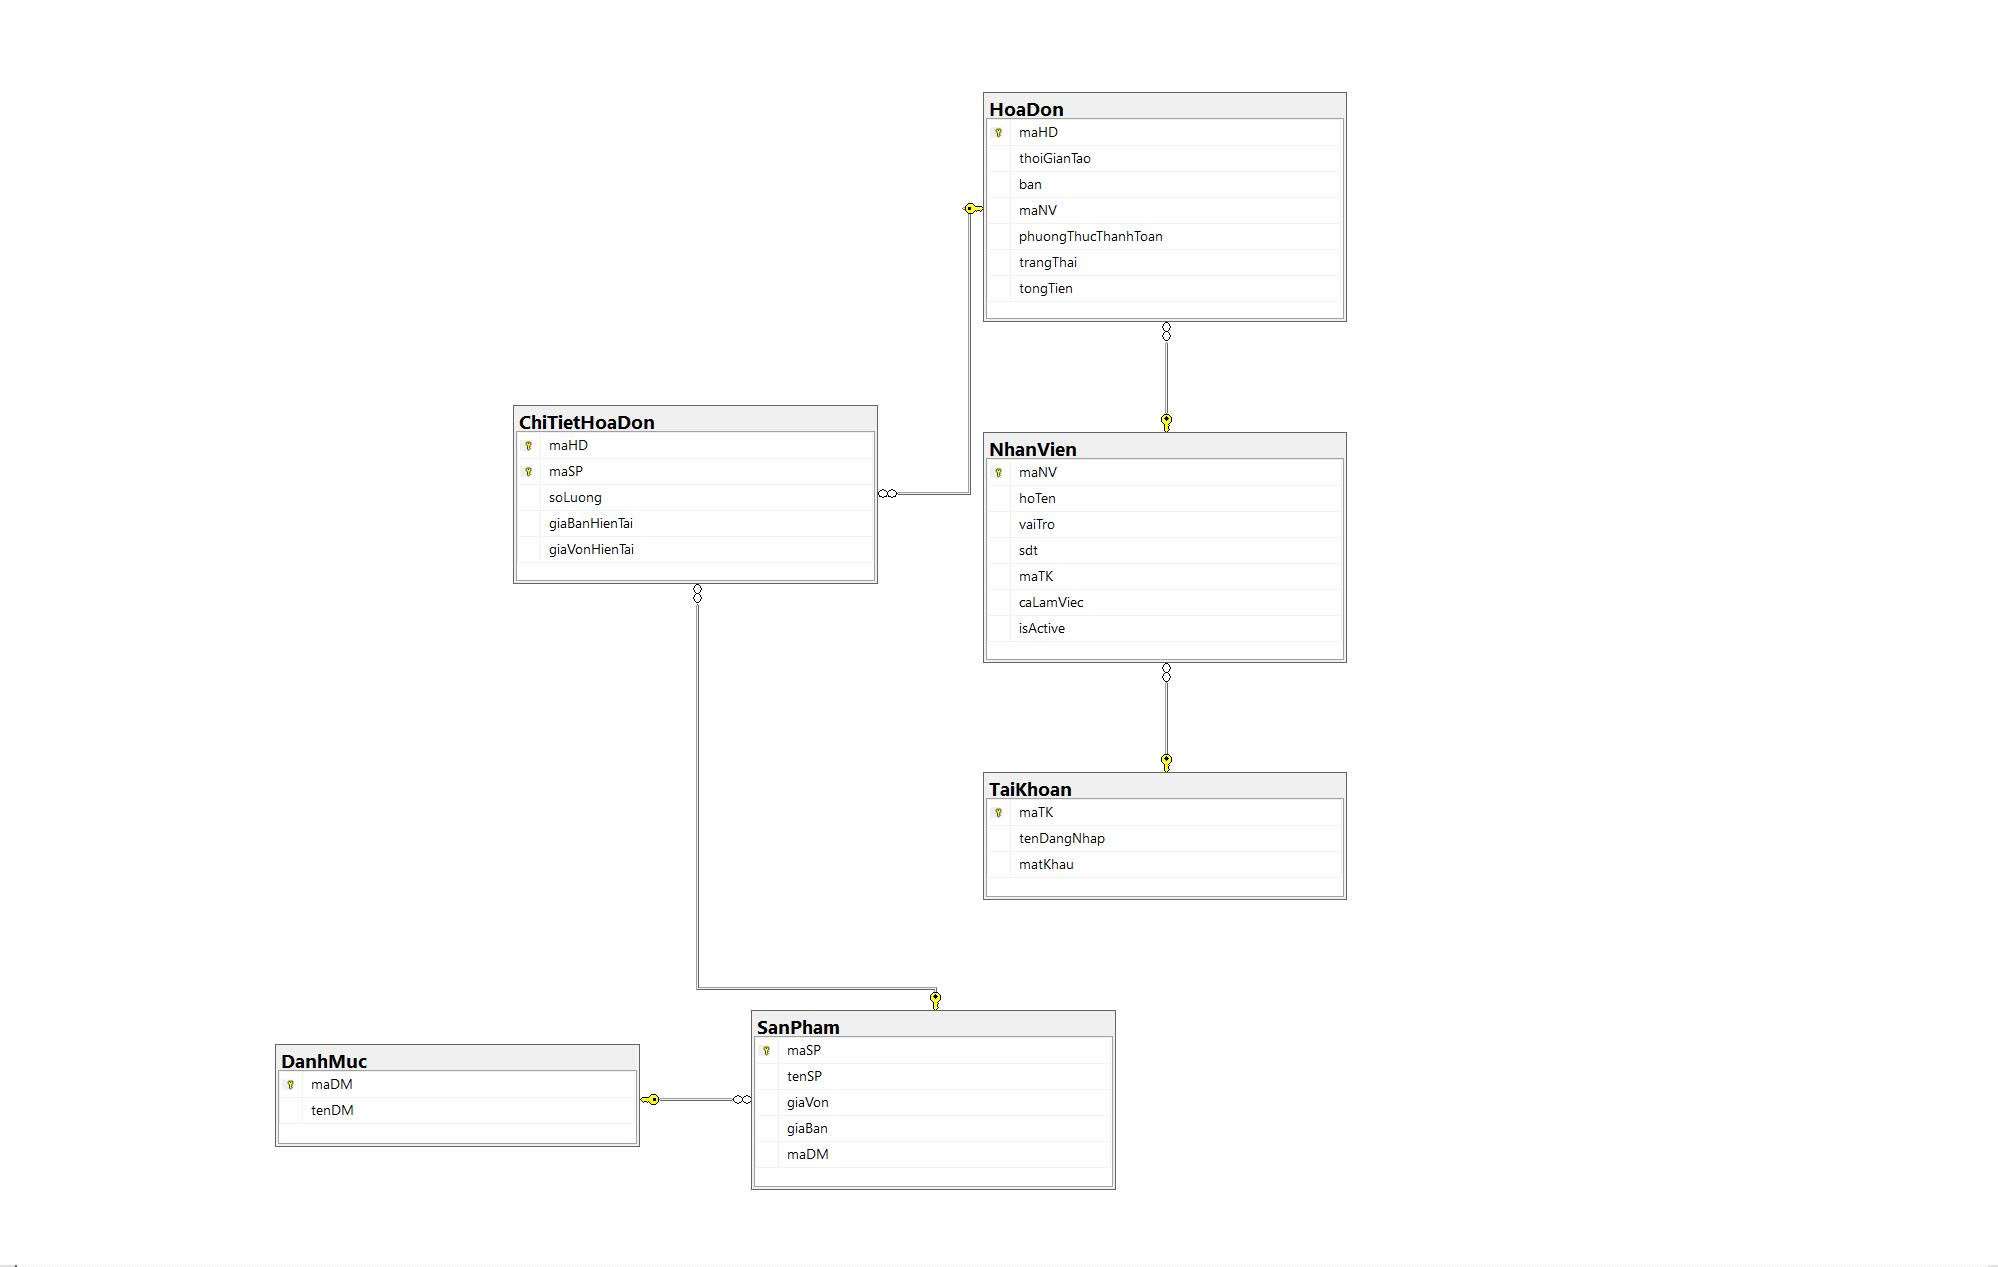 HoaDon
maHD
thoiGianTao
ban
maNV
phuongThucThanhToan
trangThai
tongTien
ChiTietHoaDon
maHD
maSP
soLuong
giaBanHienTai
giaVonHienTai
NhanVien
maNV
hoTen
vaiTro
sdt
maTK
caLamViec
isActive
TaiKhoan
maTK
tenDangNhap
matKhau
SanPham
maSP
tenSP
giaVon
giaBan
maDM
DanhMuc
maDM
tenDM